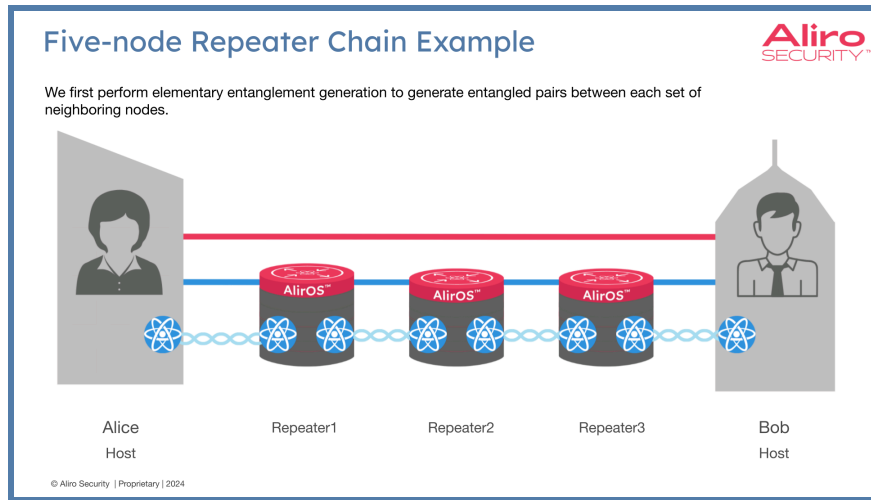 Five-node Repeater Chain Example
Aliro
SECURITY™
We first perform elementary entanglement generation to generate entangled pairs between each set of
neighboring nodes.
AlirOS™
AlirOS™
AlirOS™
Alice
Repeater1
Repeater2
Repeater3
Bob
Host
Host
© Aliro Security | Proprietary | 2024